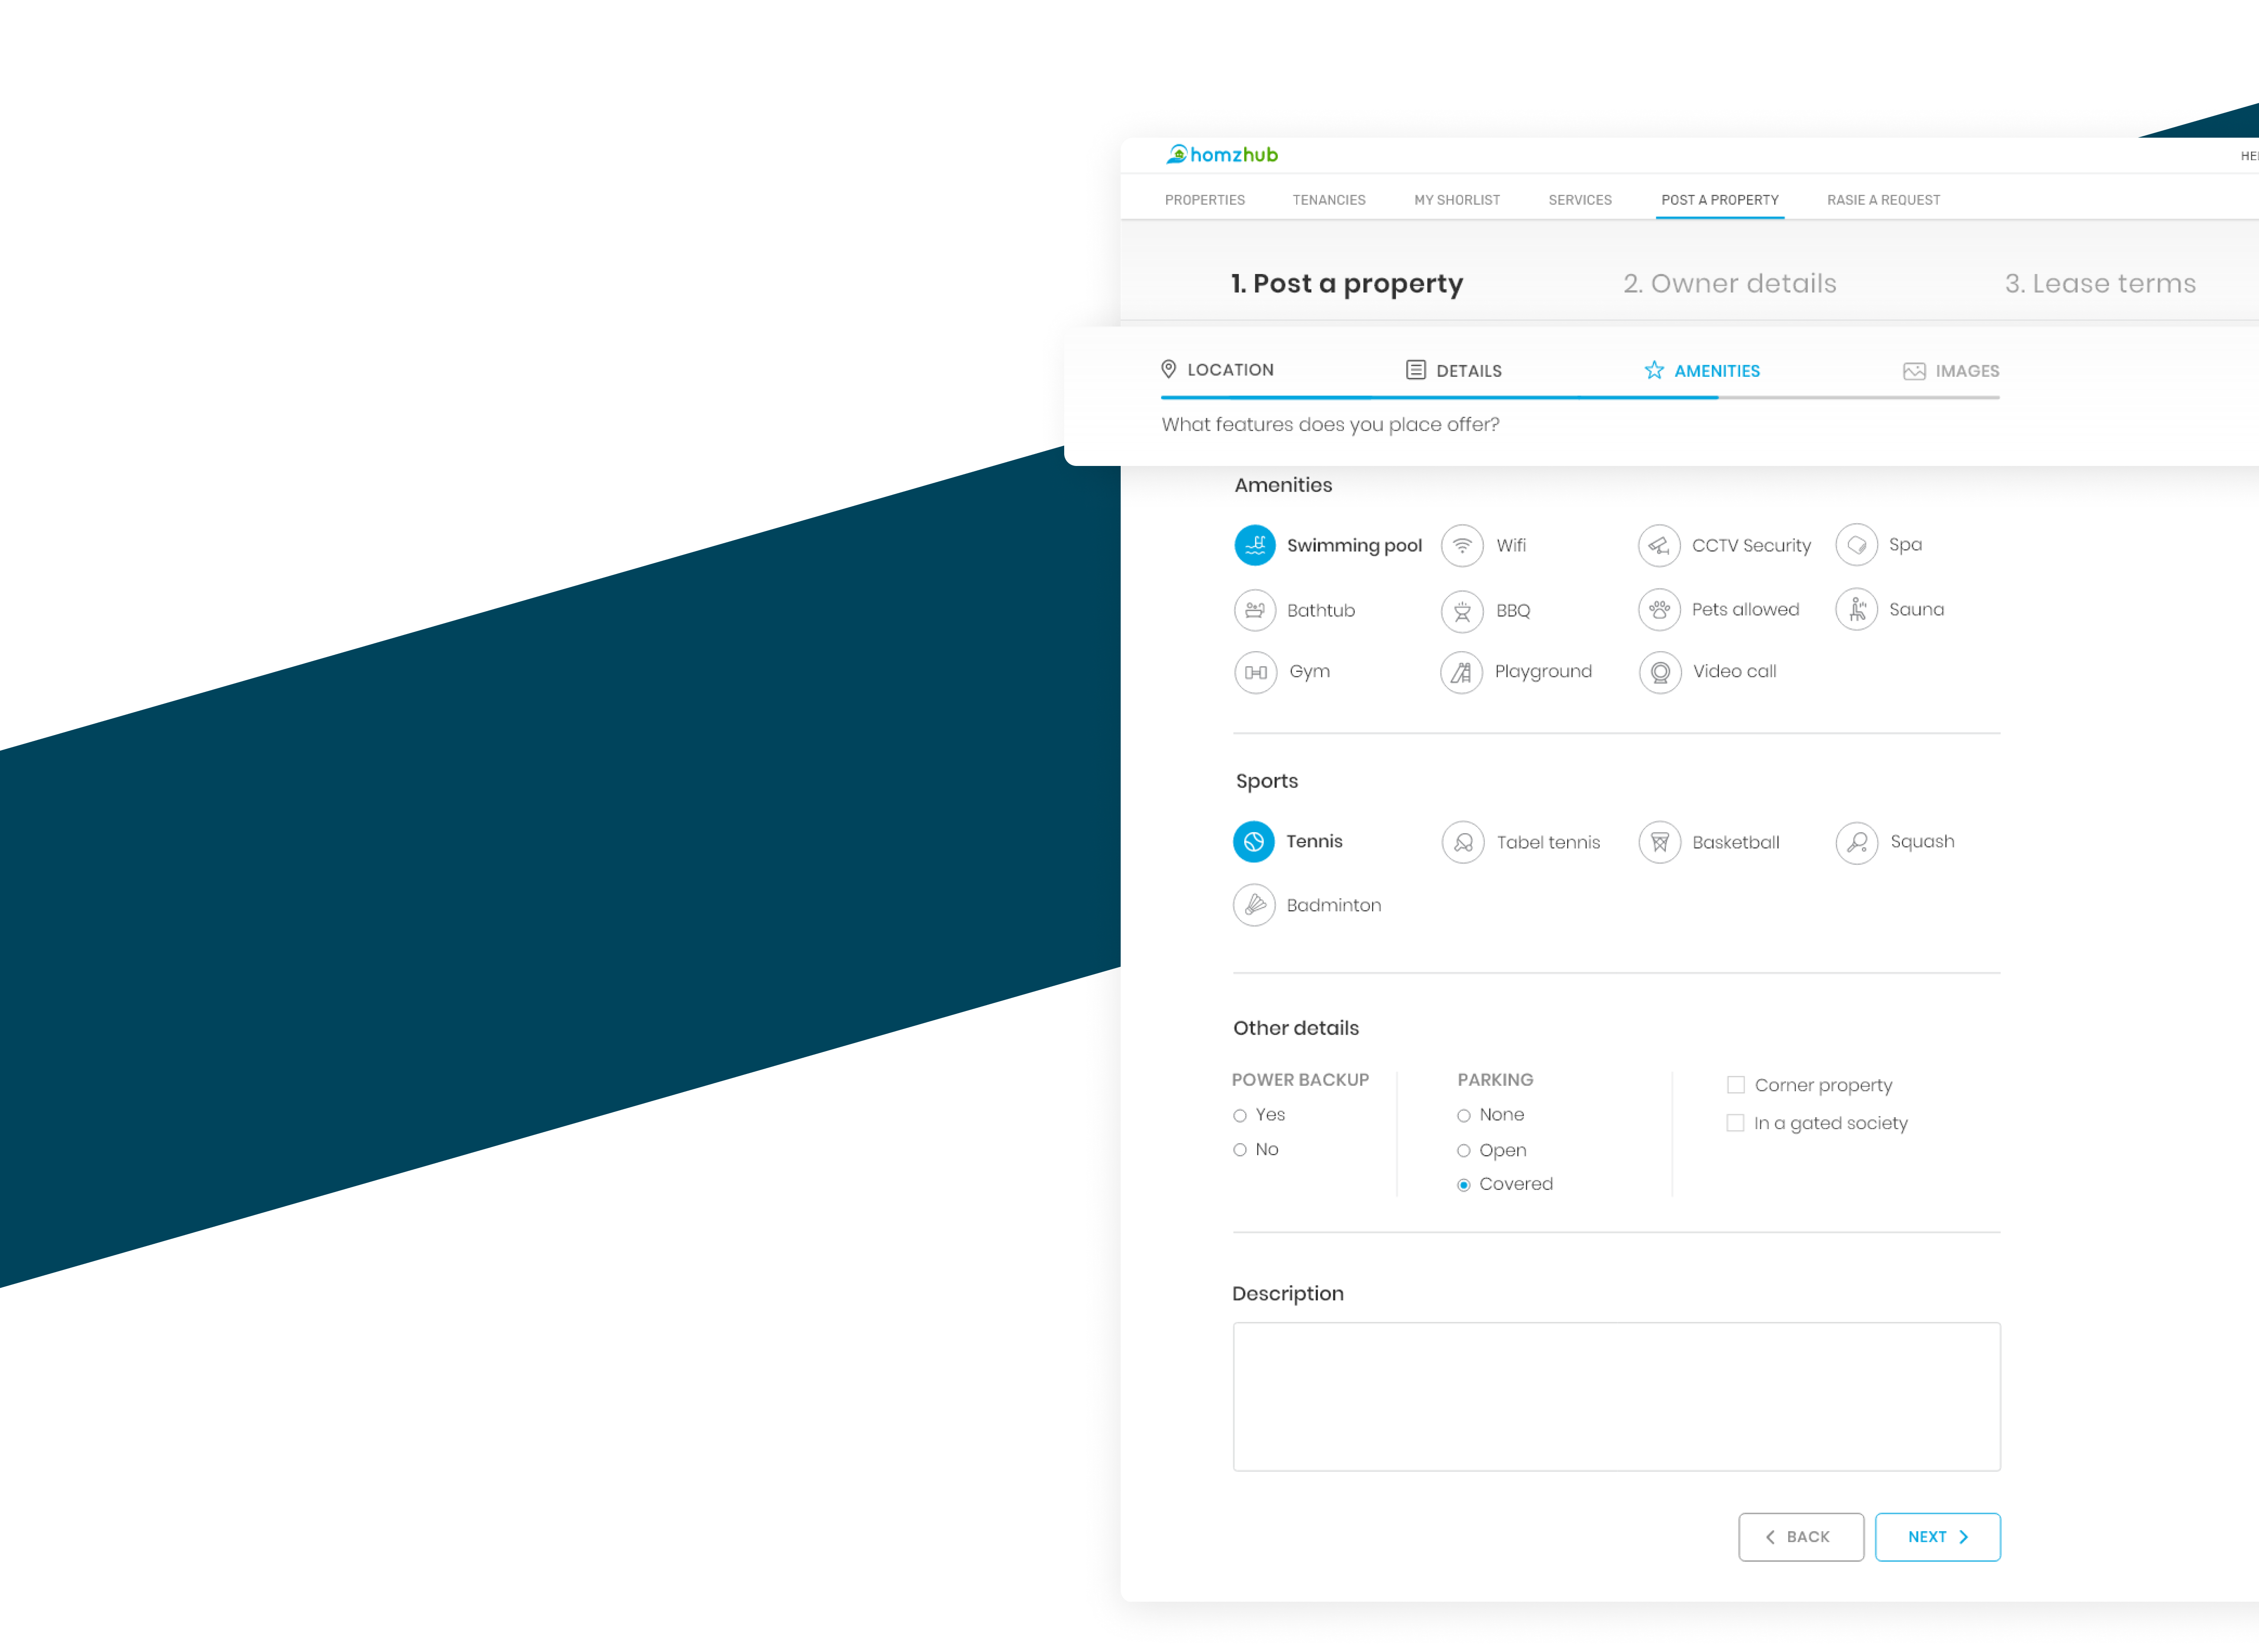 homzhub
PROPERTIES TENANCIES MY SHORLIST SERVICES POST A PROPERTY RASIE A REQUEST
1. Post a property 2. Owner details 3. Lease terms
LOCATION DETAILS AMENITIES IMAGES
What features does you place offer?
Amenities
Swimming pool Wifi CCTV Security Spa
Bathtub BBQ Pets allowed Sauna
Gym Playground Video call
Sports
Tennis Tabel tennis Basketball Squash
Badminton
Other details
POWER BACKUP PARKING Corner property
Yes None In a gated society
No Open
Covered
Description
BACK NEXT